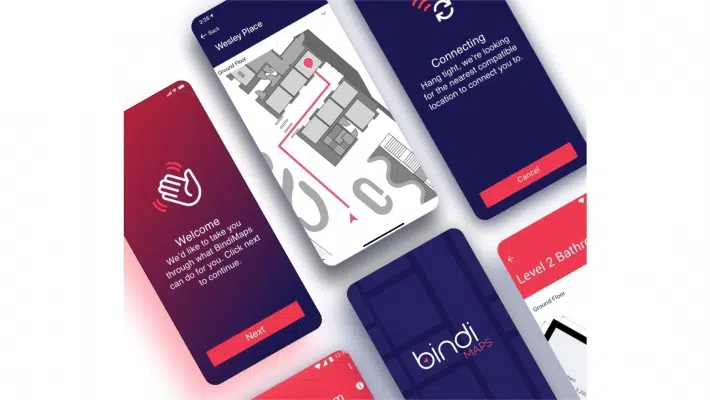 2:25
Back
Wesley Place
Ground Floor
Connecting
Hang tight, we're looking
for the nearest compatible
location to connect you to.
Cancel
Welcome
We'd like to take you
through what BindiMaps
can do for you. Click next
to continue.
Next
bindi
MAPS
Level 2 Bathro
Ground Floor